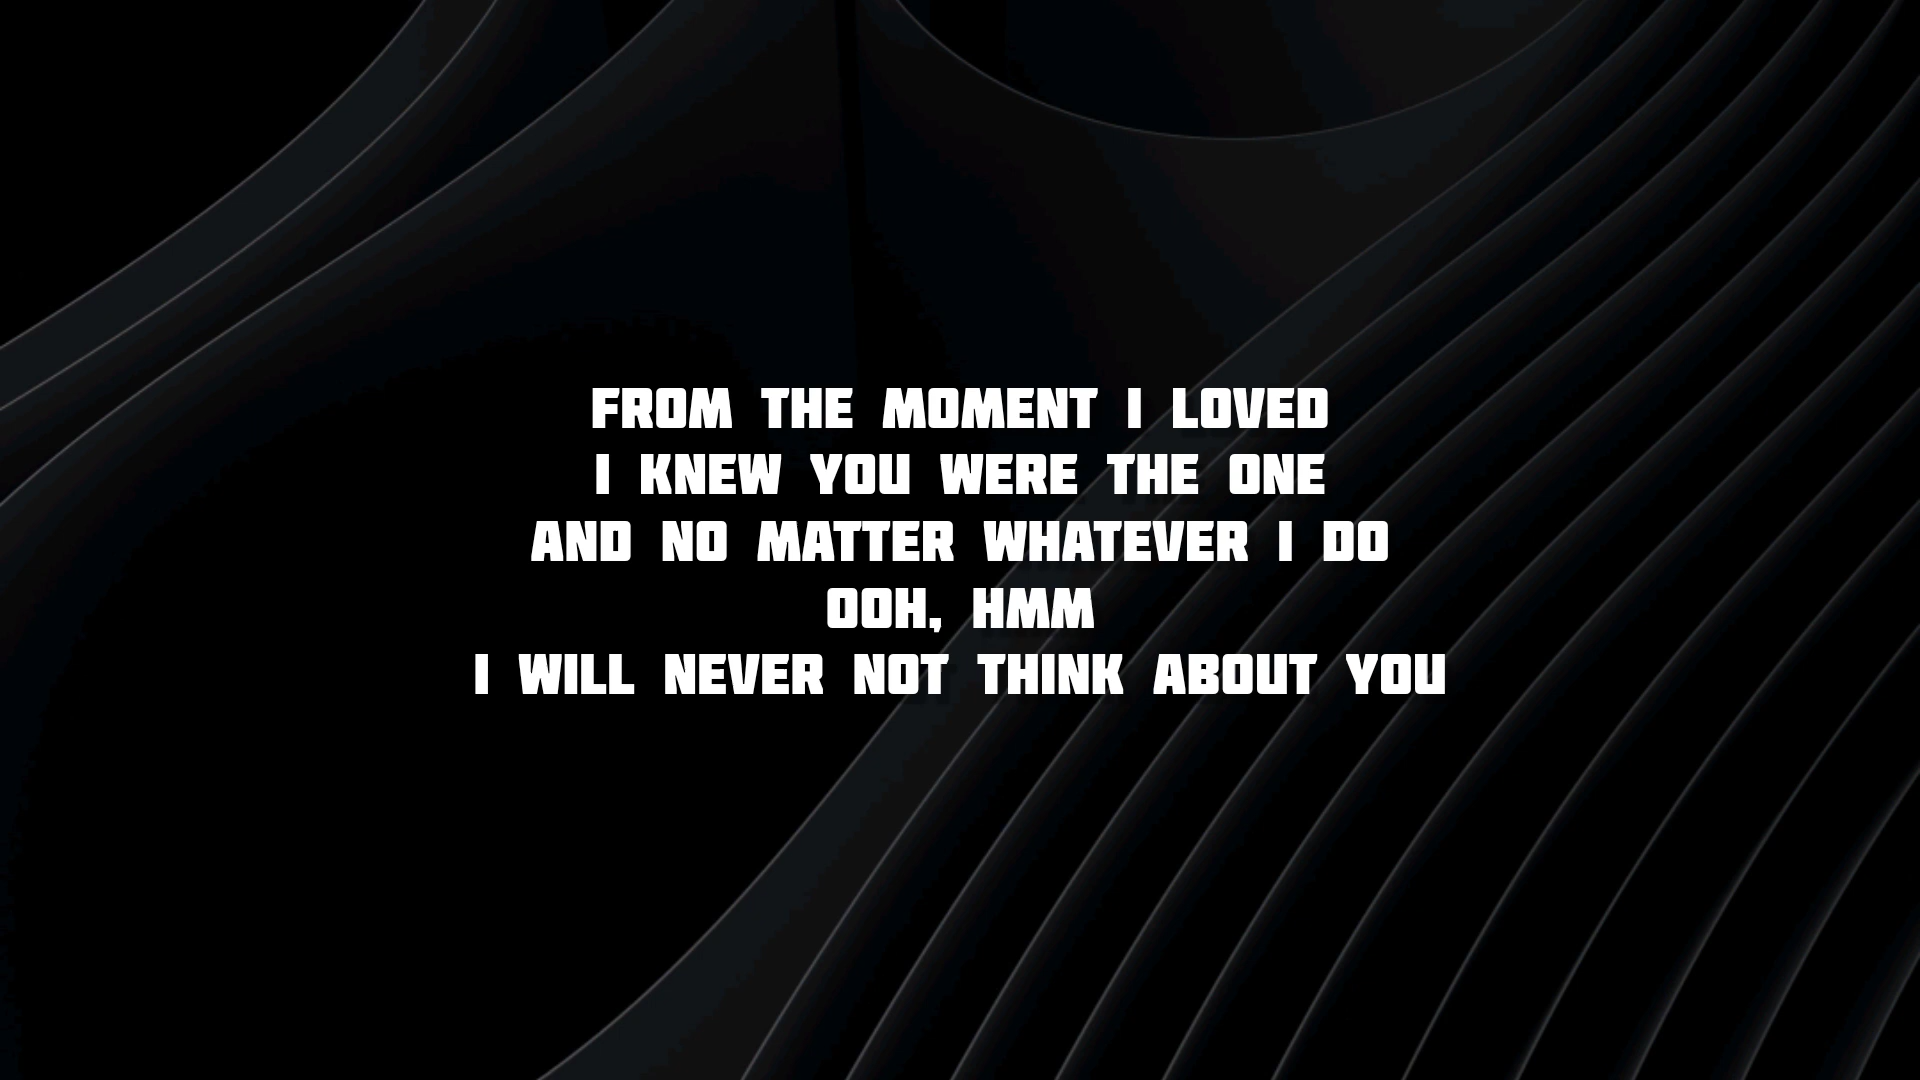 FROM THE MOMENT I LOVED
I KNEW YOU WERE THE ONE
AND NO MATTER WHATEVER I DO
OOH, HMM
I WILL NEVER NOT THINK ABOUT YOU